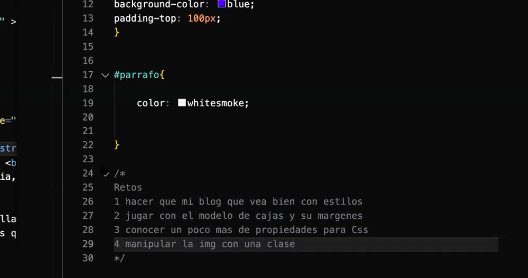 12 background-color: blue;
13 padding-top: 100px;
14 }
15
16
17 #parrafo{
18
19 color: whitesmoke;
20
21
22 }
23
24 /*
25 Retos
26 1 hacer que mi blog que vea bien con estilos
27 2 jugar con el modelo de cajas y su margenes
28 3 conocer un poco mas de propiedades para Css
29 4 manipular la img con una clase
30 */
" >
e="
str
<b
ia,
lla
s q